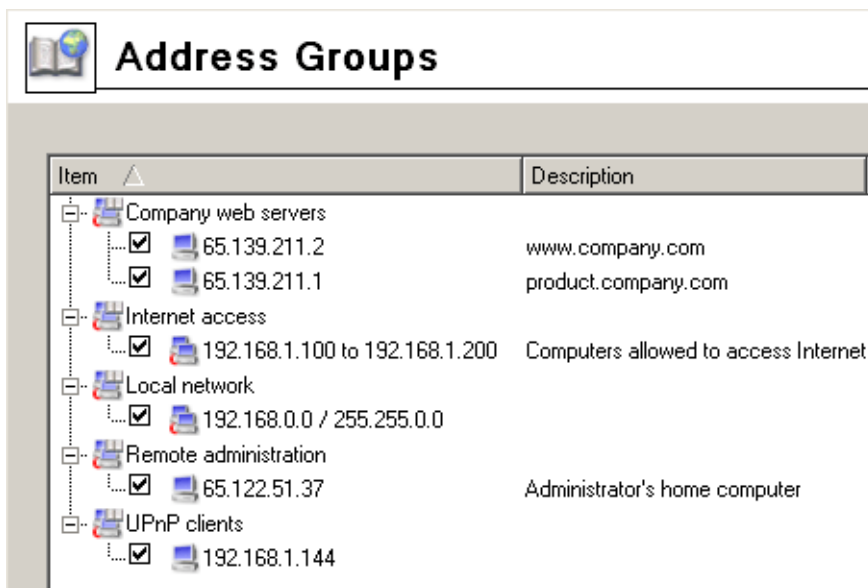 Address Groups
Item Description
Company web servers
65.139.211.2 www.company.com
65.139.211.1 product.company.com
Internet access
192.168.1.100 to 192.168.1.200 Computers allowed to access Internet
Local network
192.168.0.0 / 255.255.0.0
Remote administration
65.122.51.37 Administrator's home computer
UPnP clients
192.168.1.144